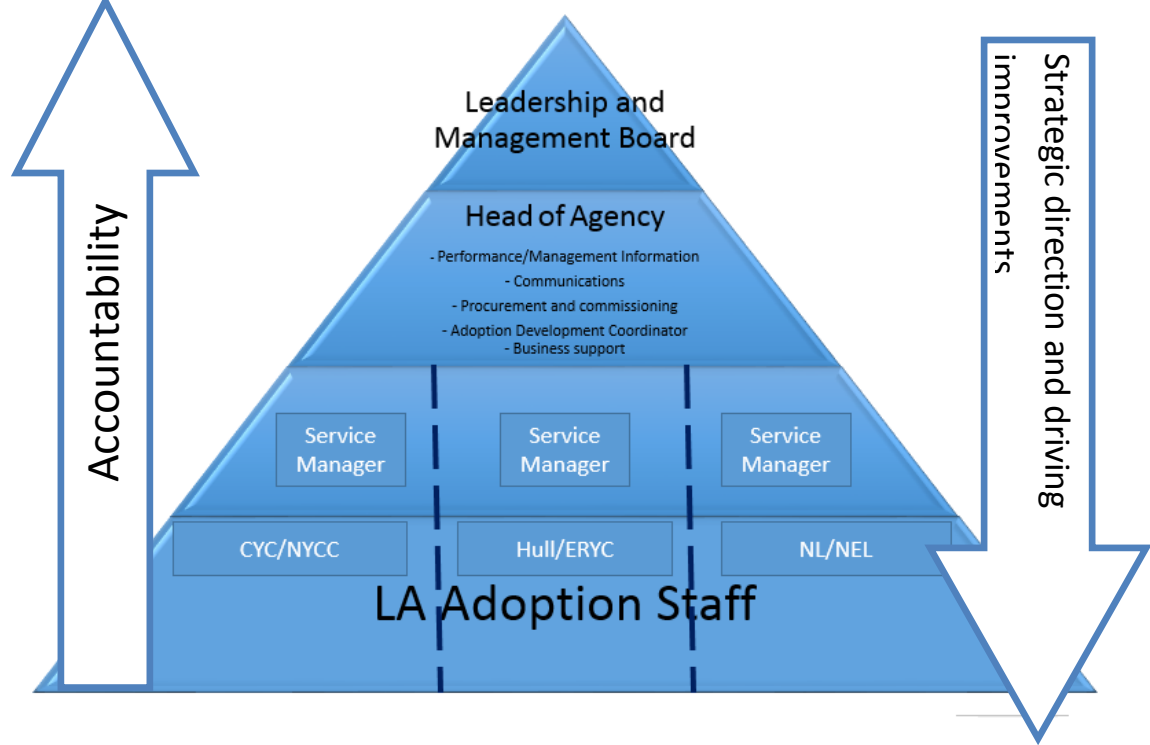 Accountability
Leadership and
Management Board
Head of Agency
- Performance/Management Information
- Communications
- Procurement and commissioning
- Adoption Development Coordinator
- Business support
Service
Manager
Service
Manager
Service
Manager
CYC/NYCC
Hull/ERYC
NL/NEL
LA Adoption Staff
Strategic direction and driving
improvements